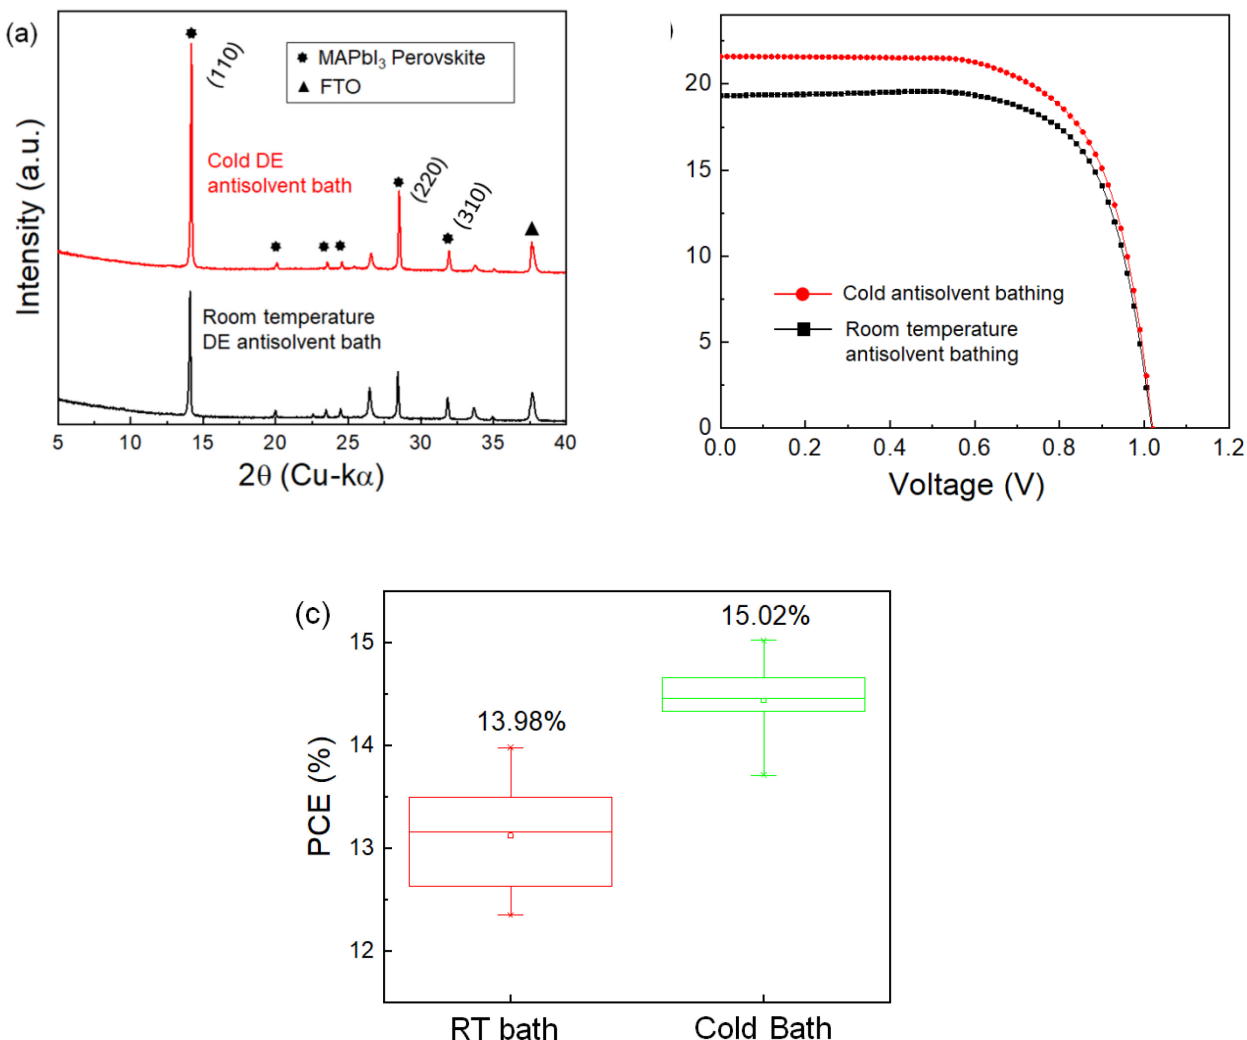 (a)
(110)
MAPbI₃ Perovskite
FTO
Cold DE
antisolvent bath
(220)
(310)
Room temperature
DE antisolvent bath
Intensity (a.u.)
5 10 15 20 25 30 35 40
2θ (Cu-kα)
)
20
15
10
5
0
Cold antisolvent bathing
Room temperature
antisolvent bathing
0.0 0.2 0.4 0.6 0.8 1.0 1.2
Voltage (V)
(c)
15.02%
13.98%
15
14
13
12
PCE (%)
RT bath Cold Bath